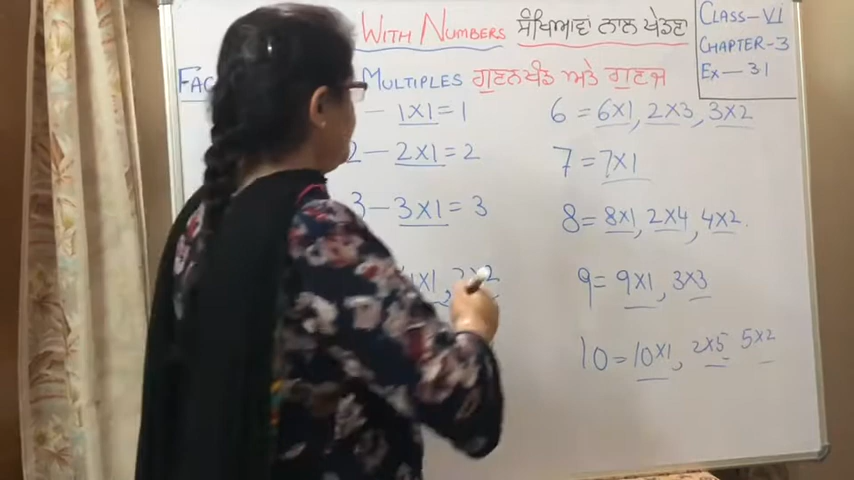 WITH NUMBERS ਸੰਖਿਆਵਾਂ ਨਾਲ ਖੇਡਣਾ
CLASS-VI
CHAPTER-3
EX-3.1
MULTIPLES ਗੁਣਨਖੰਡ ਅਤੇ ਗੁਣਜ
- 1X1 = 1
2 - 2X1 = 2
3 - 3X1 = 3
4X1, 2X2
6 = 6X1, 2X3, 3X2
7 = 7X1
8 = 8X1, 2X4, 4X2
9 = 9X1, 3X3
10 = 10X1, 2X5 5X2